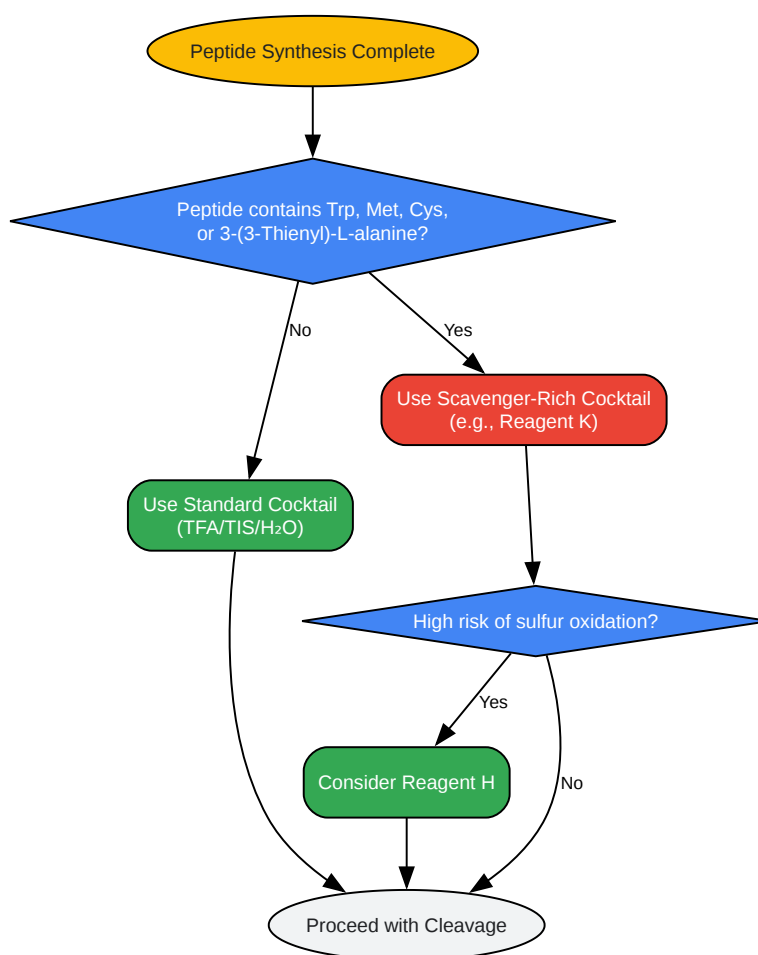 Peptide Synthesis Complete
Peptide contains Trp, Met, Cys,
or 3-(3-Thienyl)-L-alanine?
No
Yes
Use Scavenger-Rich Cocktail
(e.g., Reagent K)
Use Standard Cocktail
(TFA/TIS/H₂O)
High risk of sulfur oxidation?
Yes
Consider Reagent H
No
Proceed with Cleavage